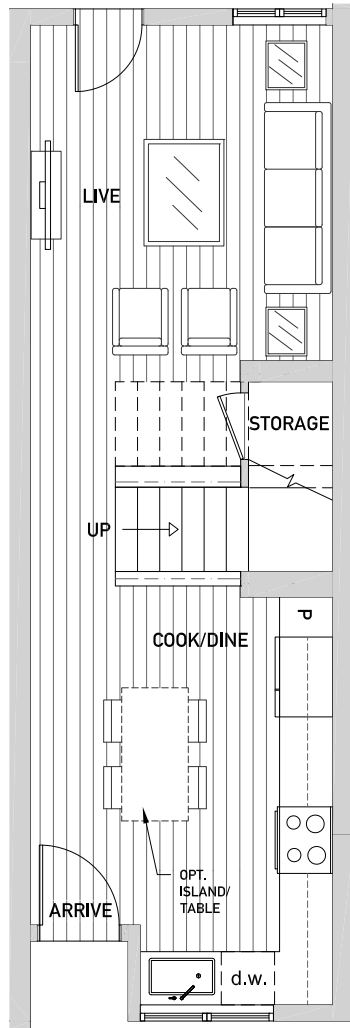 LIVE
STORAGE
UP
P
COOK/DINE
OPT.
ISLAND/
TABLE
ARRIVE
d.w.